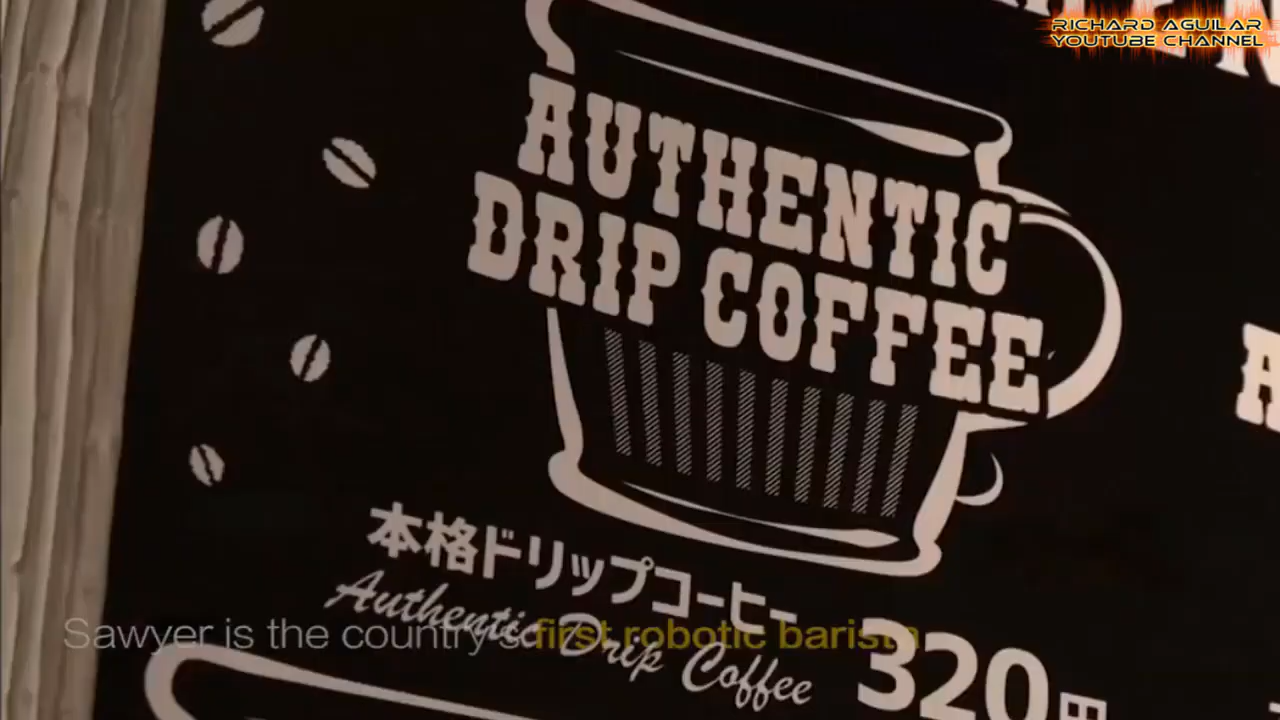 RICHARD AGUILAR
YOUTUBE CHANNEL
AUTHENTIC
DRIP COFFEE
本格ドリップコーヒー
Authentic Drip Coffee
320円
Sawyer is the country's first robotic barista